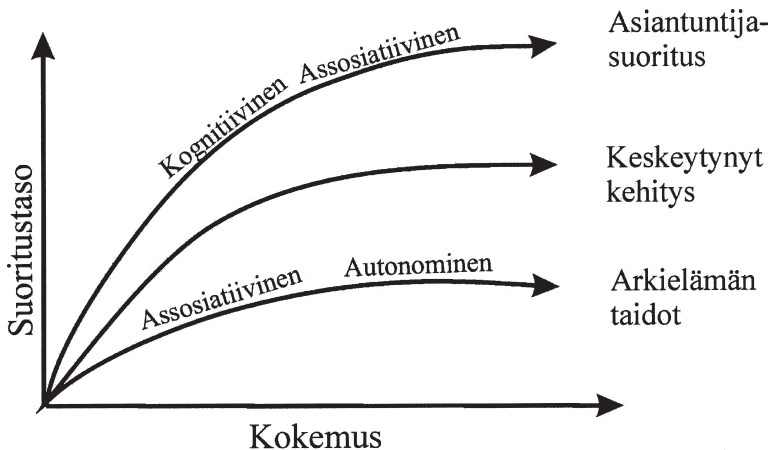 Asiantuntija-
suoritus
Kognitiivinen Assosiatiivinen
Keskeytynyt
kehitys
Suoritustaso
Assosiatiivinen Autonominen
Arkielämän
taidot
Kokemus